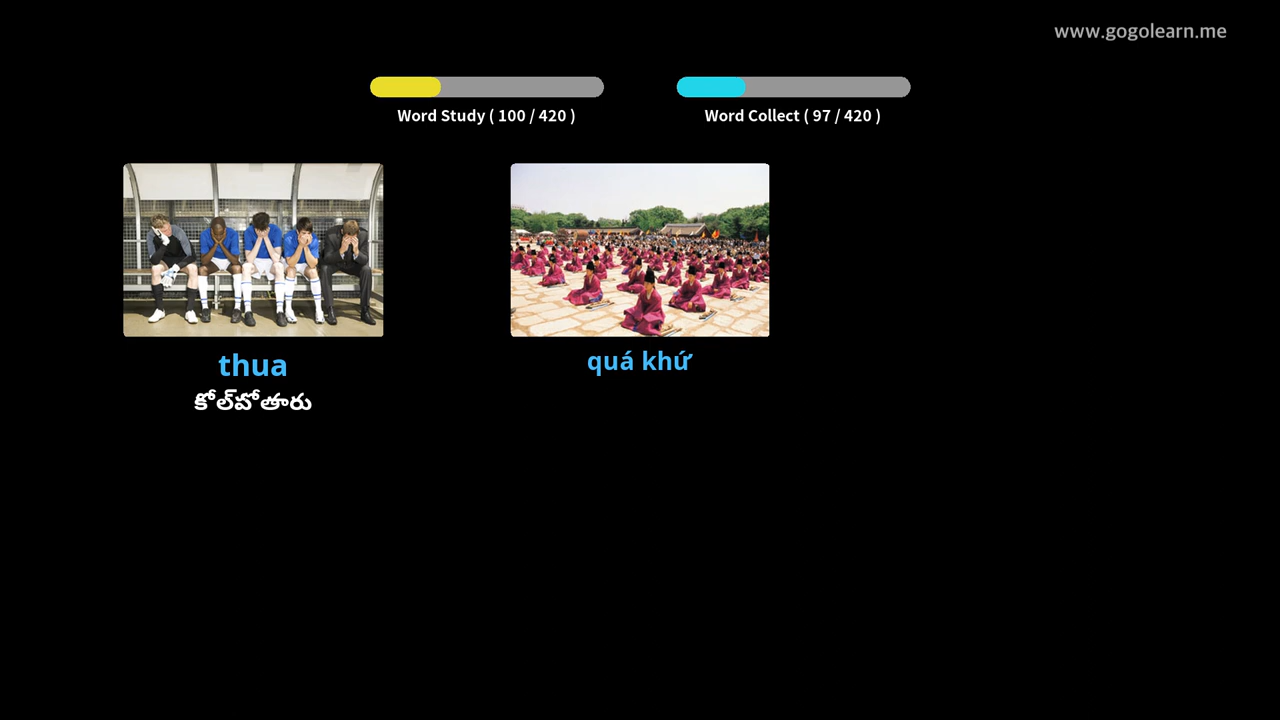 www.gogolearn.me
Word Study ( 100 / 420 )
Word Collect ( 97 / 420 )
thua
కోల్పోతారు
quá khứ